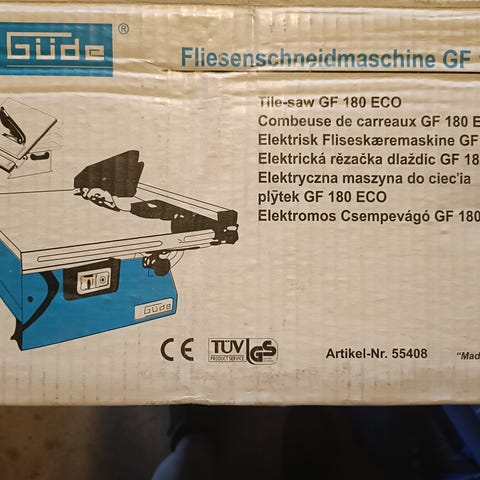 Güde ®
Fliesenschneidmaschine GF
Tile-saw GF 180 ECO
Combeuse de carreaux GF 180 E
Elektrisk Fliseskæremaskine GF
Elektrická rězačka dlaždic GF 18
Elektryczna maszyna do ciec'ia
plÿtek GF 180 ECO
Elektromos Csempevágó GF 180
Güde
CE TÜV PRODUCT SERVICE GS
Artikel-Nr. 55408
"Mad